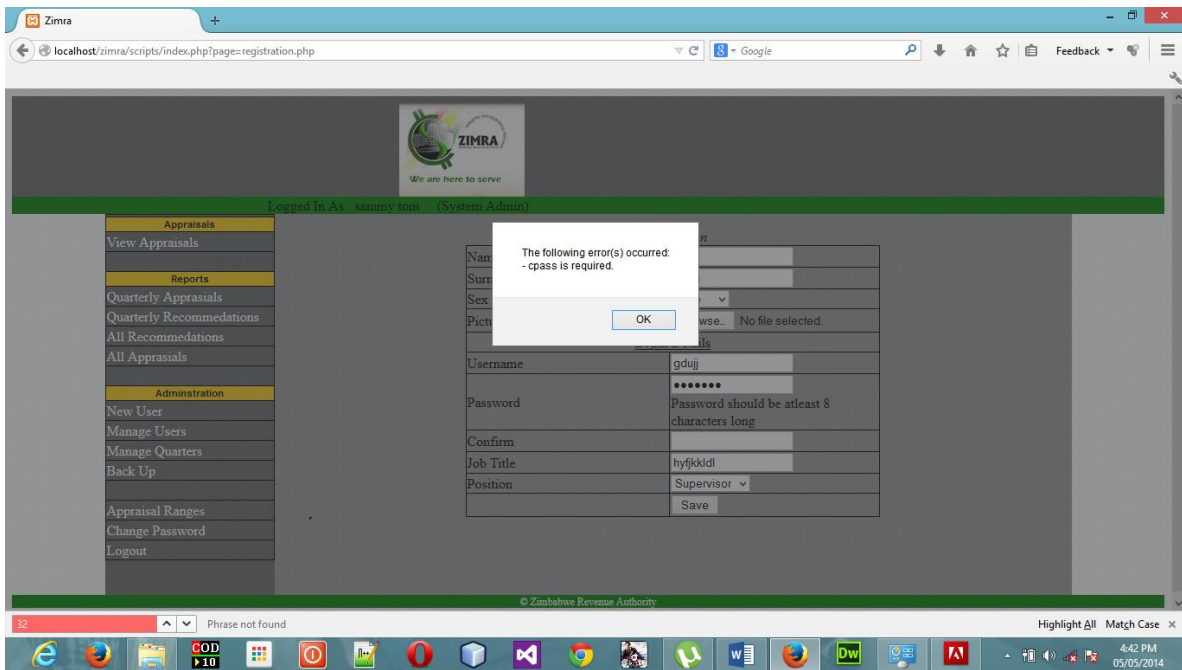 Zimra
localhost/zimra/scripts/index.php?page=registration.php
Google
Feedback
ZIMRA
We are here to serve
Logged In As : sammy tom (System Admin)
Appraisals
View Appraisals
Reports
Quarterly Apprasials
Quarterly Recommedations
All Recommedations
All Apprasials
Adminstration
New User
Manage Users
Manage Quarters
Back Up
Appraisal Ranges
Change Password
Logout
The following error(s) occurred:
- cpass is required.
OK
Sex
No file selected.
Username
gdujj
Password
Password should be atleast 8
characters long
Confirm
Job Title
hyfjkkldl
Position
Supervisor
Save
© Zimbabwe Revenue Authority
32
Phrase not found
Highlight All
Match Case
COD
10
Dw
4:42 PM
05/05/2014